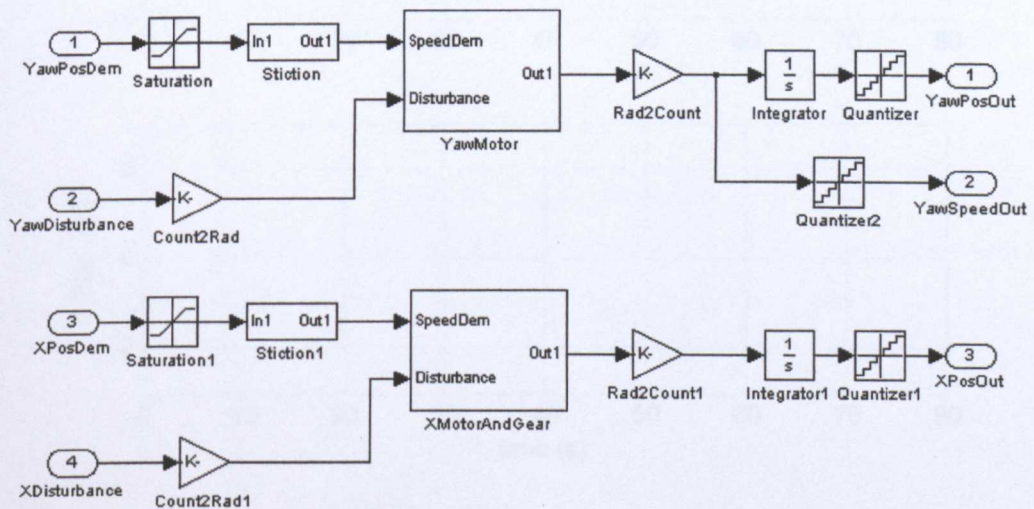 1
YawPosDem
Saturation
In1 Out1
Stiction
SpeedDem
Disturbance
Out1
YawMotor
K-
Rad2Count
1
s
Integrator
Quantizer
1
YawPosOut
2
YawDisturbance
K-
Count2Rad
Quantizer2
2
YawSpeedOut
3
XPosDem
Saturation1
In1 Out1
Stiction1
SpeedDem
Disturbance
Out1
XMotorAndGear
K-
Rad2Count1
1
s
Integrator1
Quantizer1
3
XPosOut
4
XDisturbance
K-
Count2Rad1